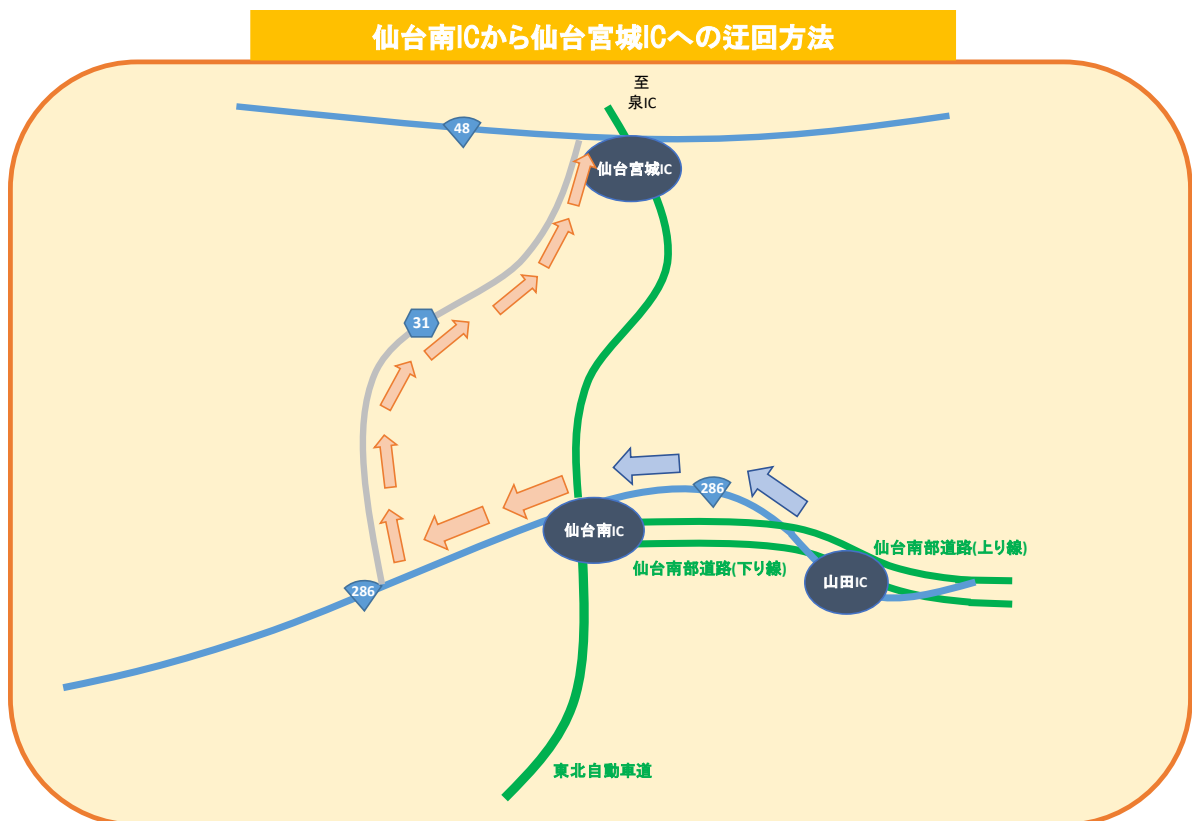 仙台南ICから仙台宮城ICへの迂回方法
至
泉IC
48
仙台宮城IC
31
286
仙台南IC
仙台南部道路(上り線)
仙台南部道路(下り線)
山田IC
286
東北自動車道